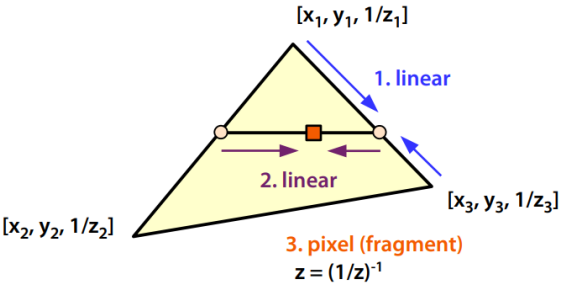 [x₁, y₁, 1/z₁]
1. linear
2. linear
[x₃, y₃, 1/z₃]
[x₂, y₂, 1/z₂]
3. pixel (fragment)
z = (1/z)⁻¹